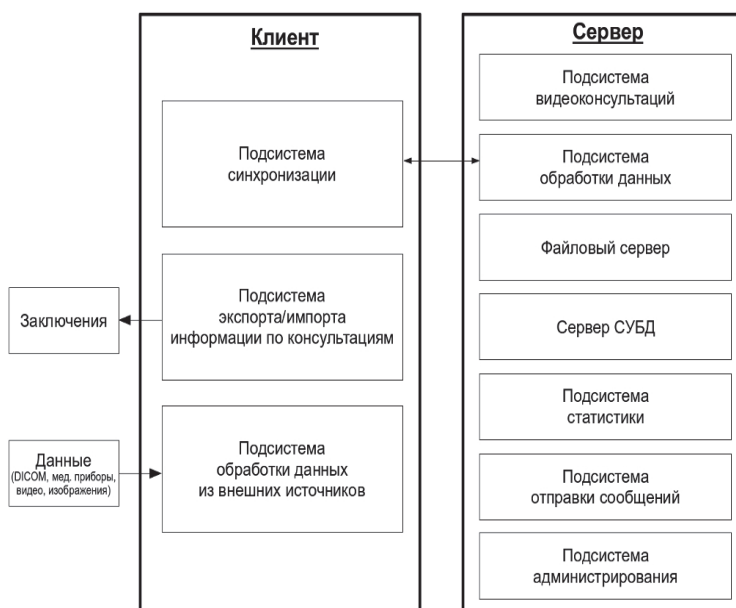 Клиент
Подсистема
синхронизации
Подсистема
экспорта/импорта
информации по консультациям
Подсистема
обработки данных
из внешних источников
Заключения
Данные
(DICOM, мед. приборы,
видео, изображения)
Сервер
Подсистема
видеоконсультаций
Подсистема
обработки данных
Файловый сервер
Сервер СУБД
Подсистема
статистики
Подсистема
отправки сообщений
Подсистема
администрирования